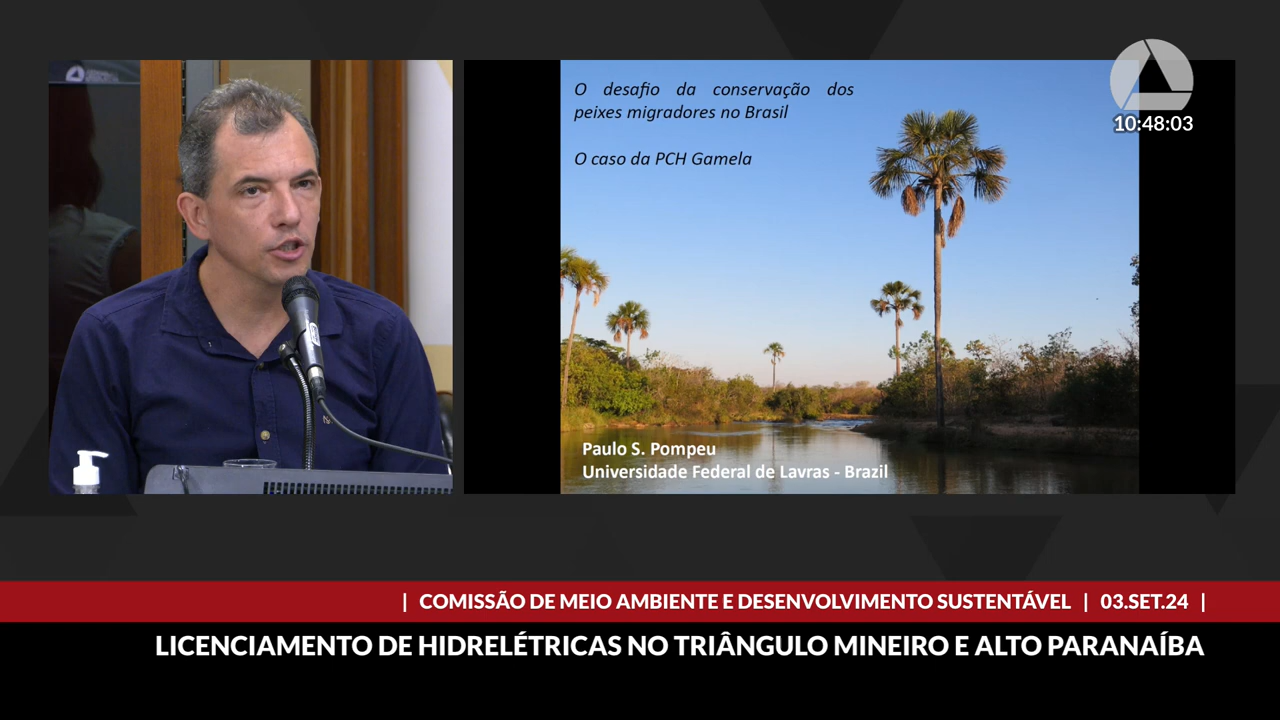 O desafio da conservação dos
peixes migradores no Brasil
O caso da PCH Gamela
10:48:03
Paulo S. Pompeu
Universidade Federal de Lavras - Brazil
| COMISSÃO DE MEIO AMBIENTE E DESENVOLVIMENTO SUSTENTÁVEL | 03.SET.24 |
LICENCIAMENTO DE HIDRELÉTRICAS NO TRIÂNGULO MINEIRO E ALTO PARANAÍBA